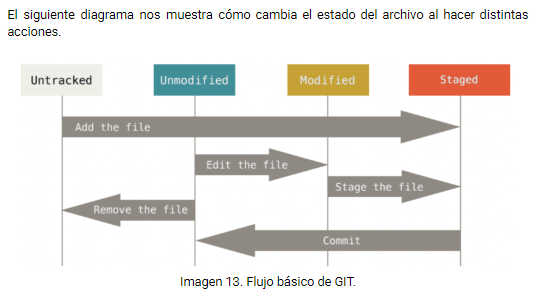 El siguiente diagrama nos muestra cómo cambia el estado del archivo al hacer distintas
acciones.
Untracked Unmodified Modified Staged
Add the file
Edit the file
Stage the file
Remove the file
Commit
Imagen 13. Flujo básico de GIT.